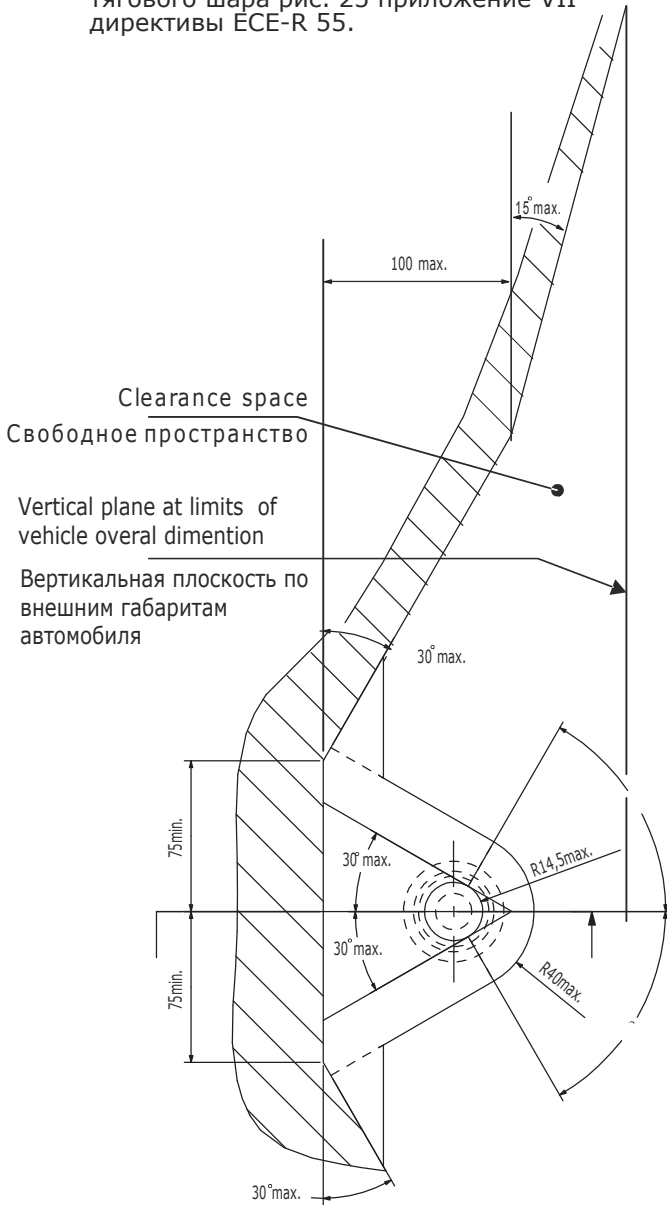 тягового шара рис. 25 приложение VII
директивы ECE-R 55.
15°max.
100 max.
Clearance space
Свободное пространство
Vertical plane at limits of
vehicle overal dimention
Вертикальная плоскость по
внешним габаритам
автомобиля
30°max.
75min.
30°max.
R14,5max.
30°max.
75min.
R40max.
30°max.